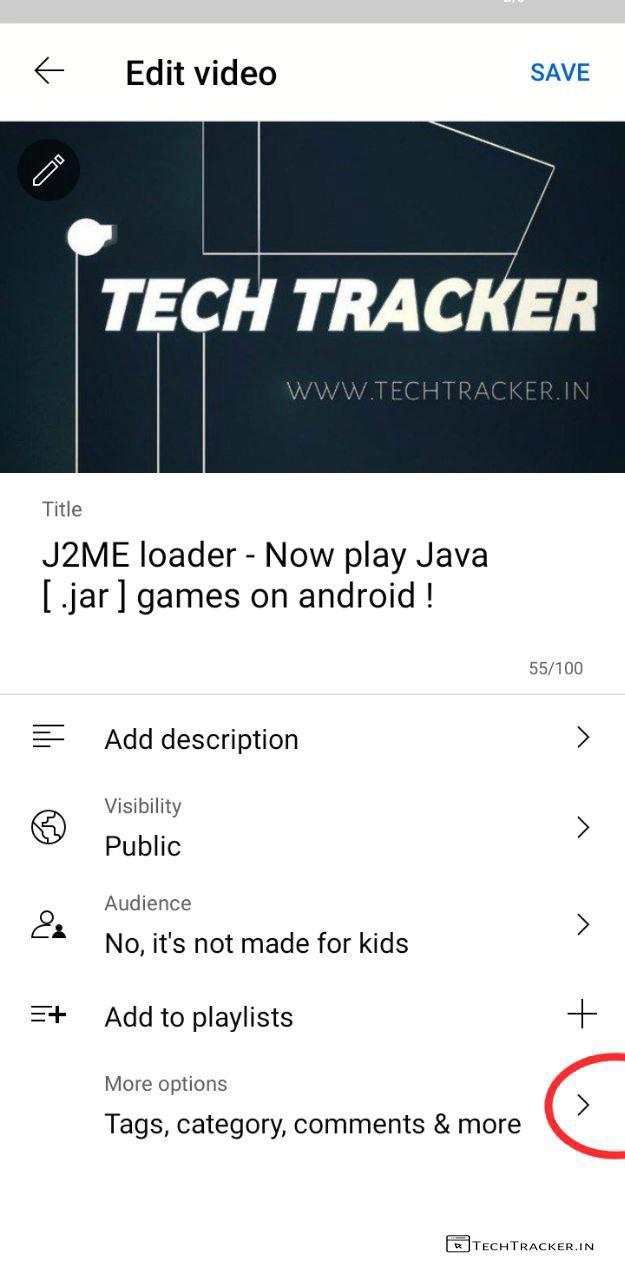 Edit video
SAVE
TECH TRACKER
WWW.TECHTRACKER.IN
Title
J2ME loader - Now play Java
[ .jar ] games on android !
55/100
Add description
Visibility
Public
Audience
No, it's not made for kids
Add to playlists
More options
Tags, category, comments & more
TECHTRACKER.IN